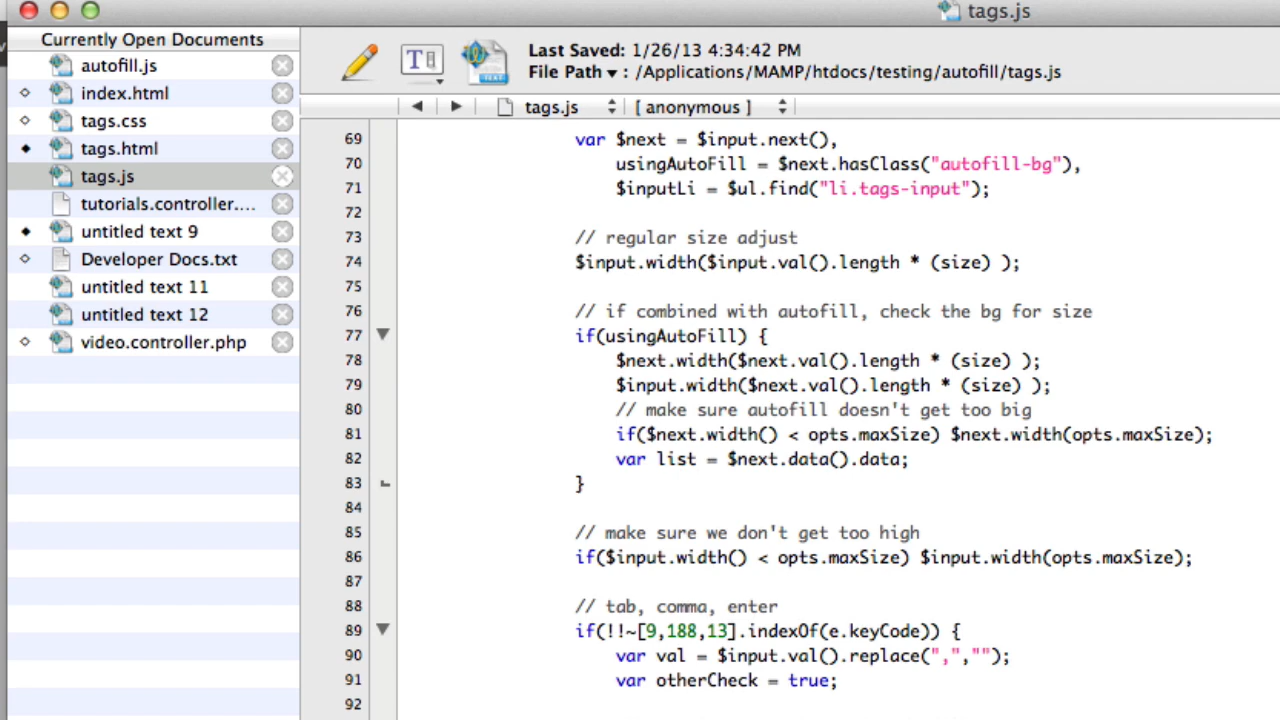 tags.js
Currently Open Documents
autofill.js
index.html
tags.css
tags.html
tags.js
tutorials.controller....
untitled text 9
Developer Docs.txt
untitled text 11
untitled text 12
video.controller.php
T
TEXT
Last Saved: 1/26/13 4:34:42 PM
File Path ▾ : /Applications/MAMP/htdocs/testing/autofill/tags.js
tags.js [ anonymous ]
69 var $next = $input.next(),
70 usingAutoFill = $next.hasClass("autofill-bg"),
71 $inputLi = $ul.find("li.tags-input");
72
73 // regular size adjust
74 $input.width($input.val().length * (size) );
75
76 // if combined with autofill, check the bg for size
77 if(usingAutoFill) {
78 $next.width($next.val().length * (size) );
79 $input.width($next.val().length * (size) );
80 // make sure autofill doesn't get too big
81 if($next.width() < opts.maxSize) $next.width(opts.maxSize);
82 var list = $next.data().data;
83 }
84
85 // make sure we don't get too high
86 if($input.width() < opts.maxSize) $input.width(opts.maxSize);
87
88 // tab, comma, enter
89 if(!!~[9,188,13].indexOf(e.keyCode)) {
90 var val = $input.val().replace(",","");
91 var otherCheck = true;
92